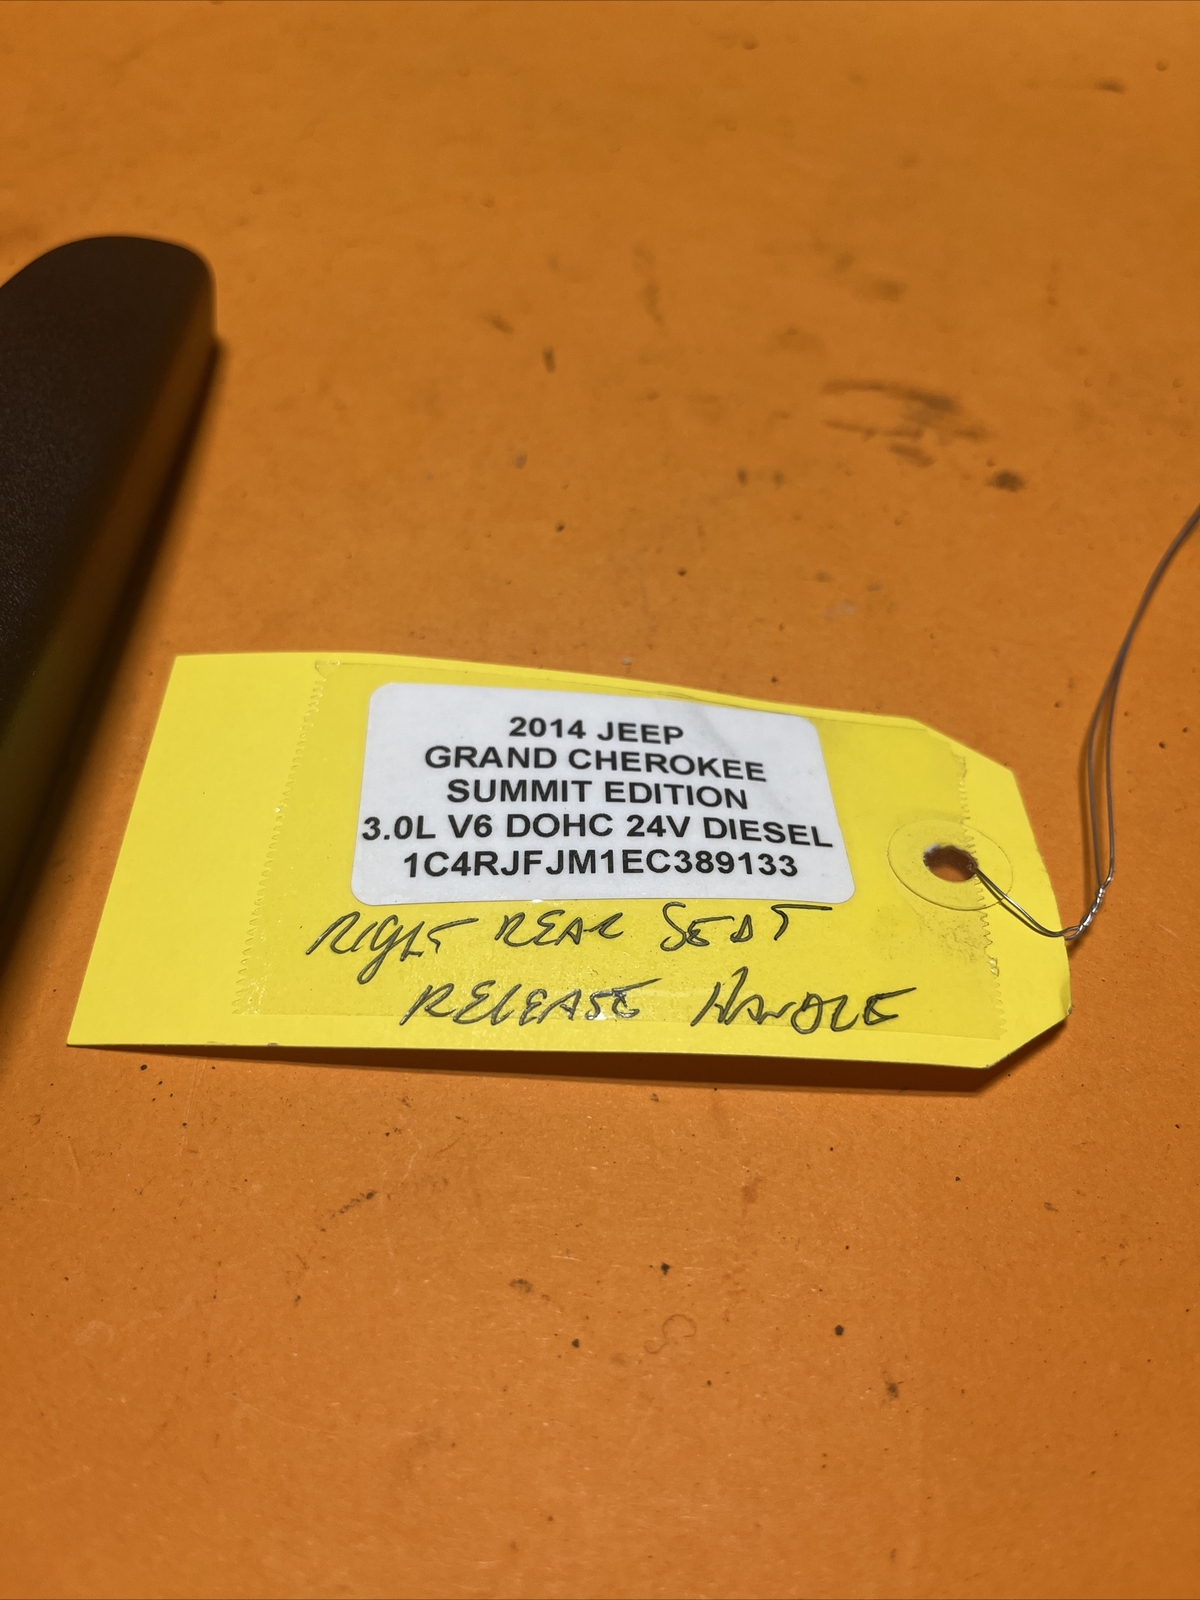 2014 JEEP
GRAND CHEROKEE
SUMMIT EDITION
3.0L V6 DOHC 24V DIESEL
1C4RJFJM1EC389133
RIGHT REAR SEAT
RELEASE HANDLE